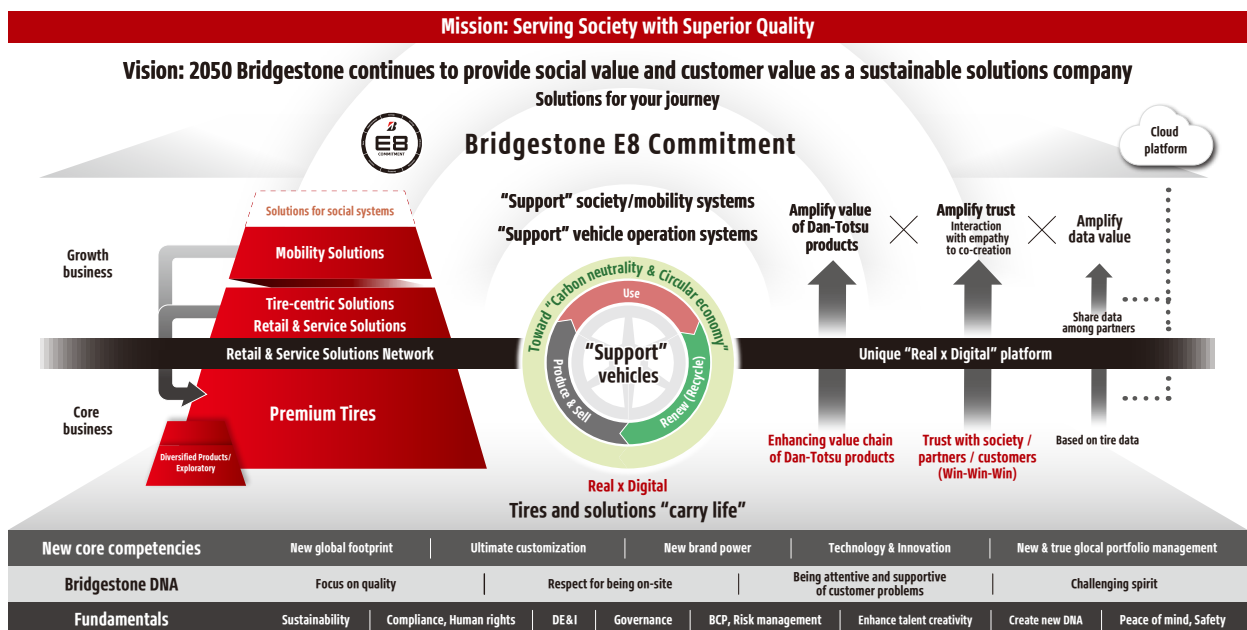 Mission: Serving Society with Superior Quality
Vision: 2050 Bridgestone continues to provide social value and customer value as a sustainable solutions company
Solutions for your journey
E8
COMMITMENT
Bridgestone E8 Commitment
Cloud
platform
Solutions for social systems
Mobility Solutions
Growth
business
Tire-centric Solutions
Retail & Service Solutions
Retail & Service Solutions Network
Core
business
Premium Tires
Diversified Products/
Exploratory
“Support” society/mobility systems
“Support” vehicle operation systems
Toward “Carbon neutrality & Circular economy”
Use
Produce & Sell
Renew (Recycle)
“Support”
vehicles
Real x Digital
Tires and solutions “carry life”
Amplify value
of Dan-Totsu
products
Amplify trust
Interaction
with empathy
to co-creation
Amplify
data value
Share data
among partners
Unique “Real x Digital” platform
Enhancing value chain
of Dan-Totsu products
Trust with society /
partners / customers
(Win-Win-Win)
Based on tire data
New core competencies
New global footprint
Ultimate customization
New brand power
Technology & Innovation
New & true glocal portfolio management
Bridgestone DNA
Focus on quality
Respect for being on-site
Being attentive and supportive
of customer problems
Challenging spirit
Fundamentals
Sustainability
Compliance, Human rights
DE&I
Governance
BCP, Risk management
Enhance talent creativity
Create new DNA
Peace of mind, Safety